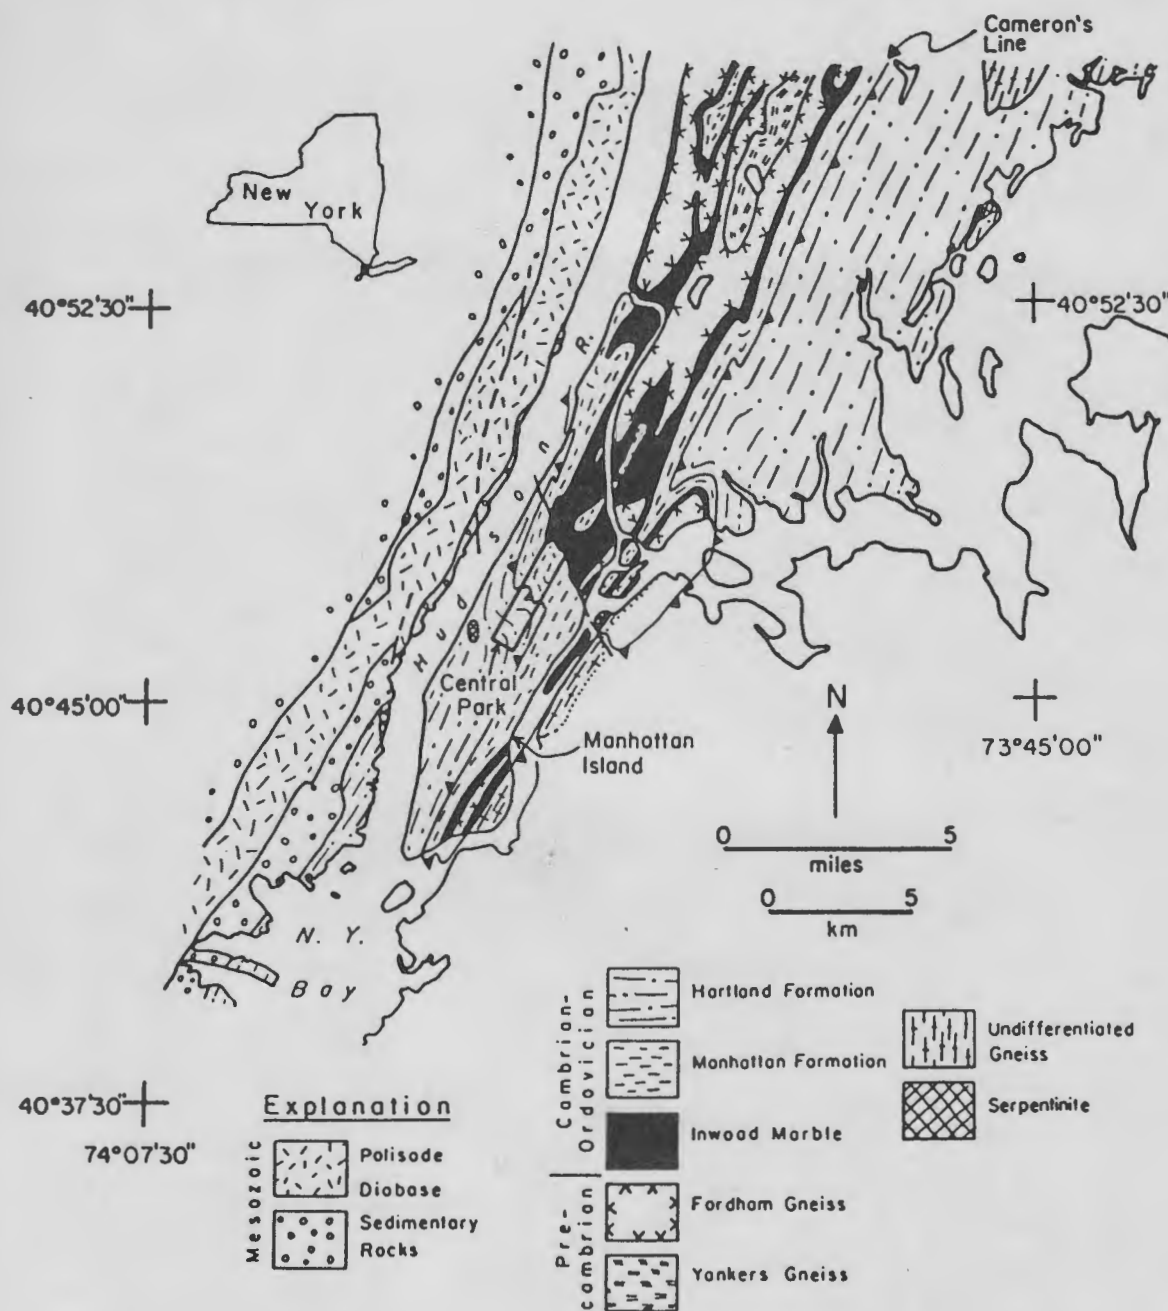 Cameron's
Line
New
York
40°52'30"
40°52'30"
Hudson R.
Central
Park
40°45'00"
N
73°45'00"
Manhattan
Island
0 5
miles
0 5
km
N. Y.
Bay
40°37'30"
74°07'30"
Explanation
Mesozoic
Palisade
Diabase
Sedimentary
Rocks
Cambrian-
Ordovician
Hartland Formation
Manhattan Formation
Inwood Marble
Pre-
cambrian
Fordham Gneiss
Yonkers Gneiss
Undifferentiated
Gneiss
Serpentinite